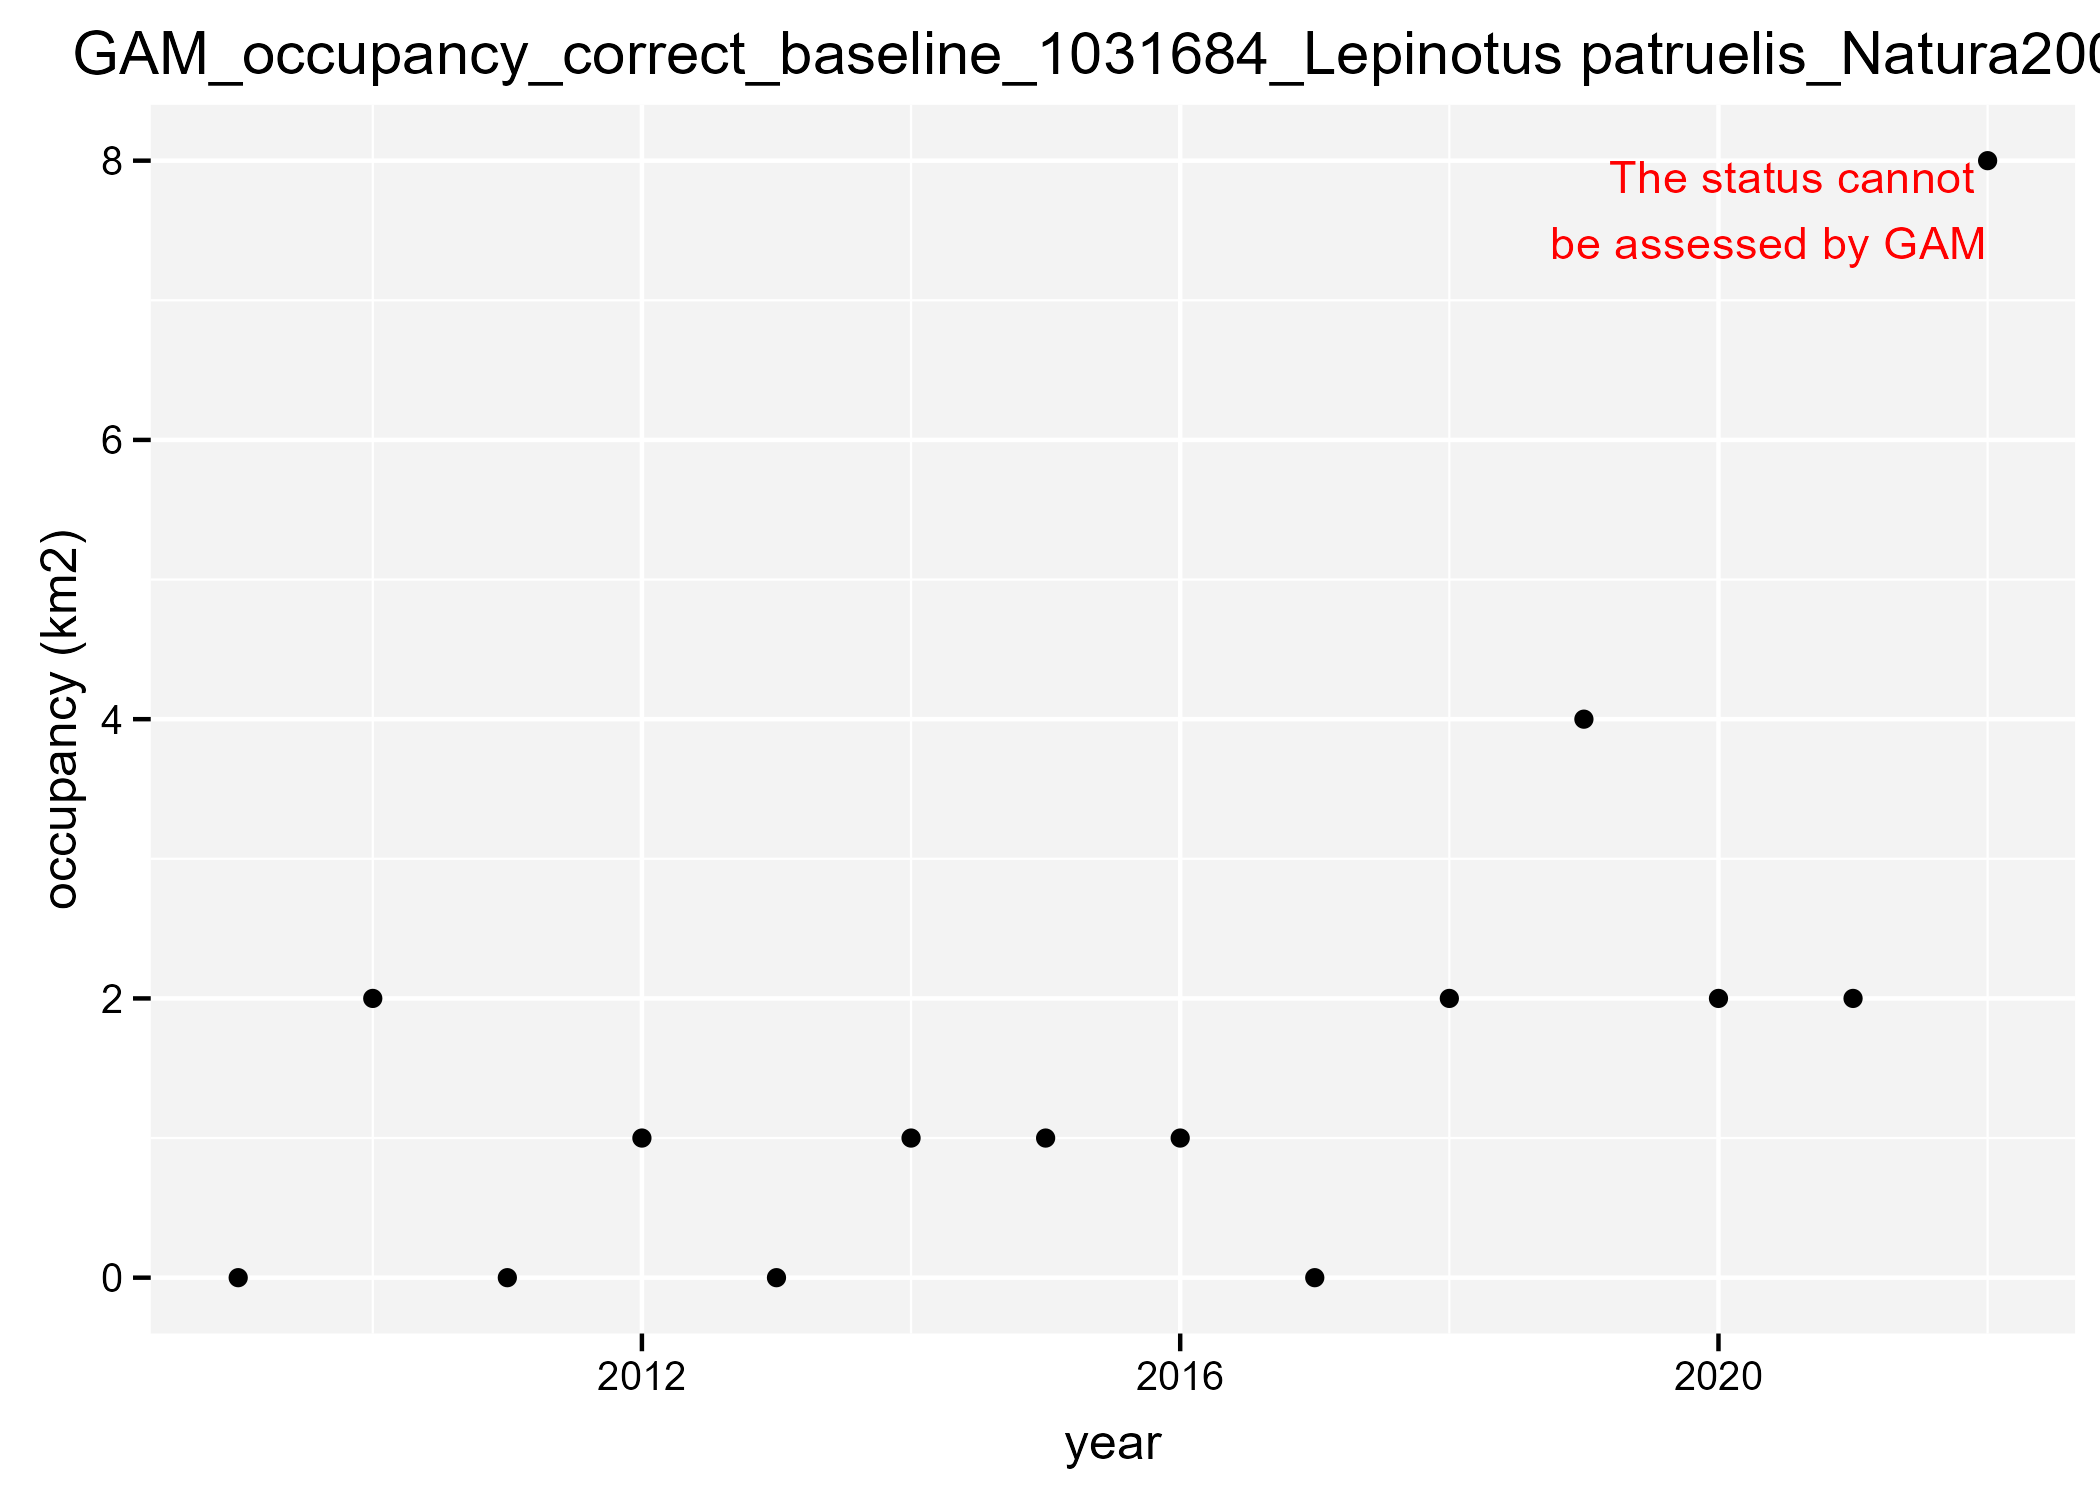 GAM_occupancy_correct_baseline_1031684_Lepinotus patruelis_Natura200
8
The status cannot
be assessed by GAM
6
occupancy (km2)
4
2
0
2012 2016 2020
year